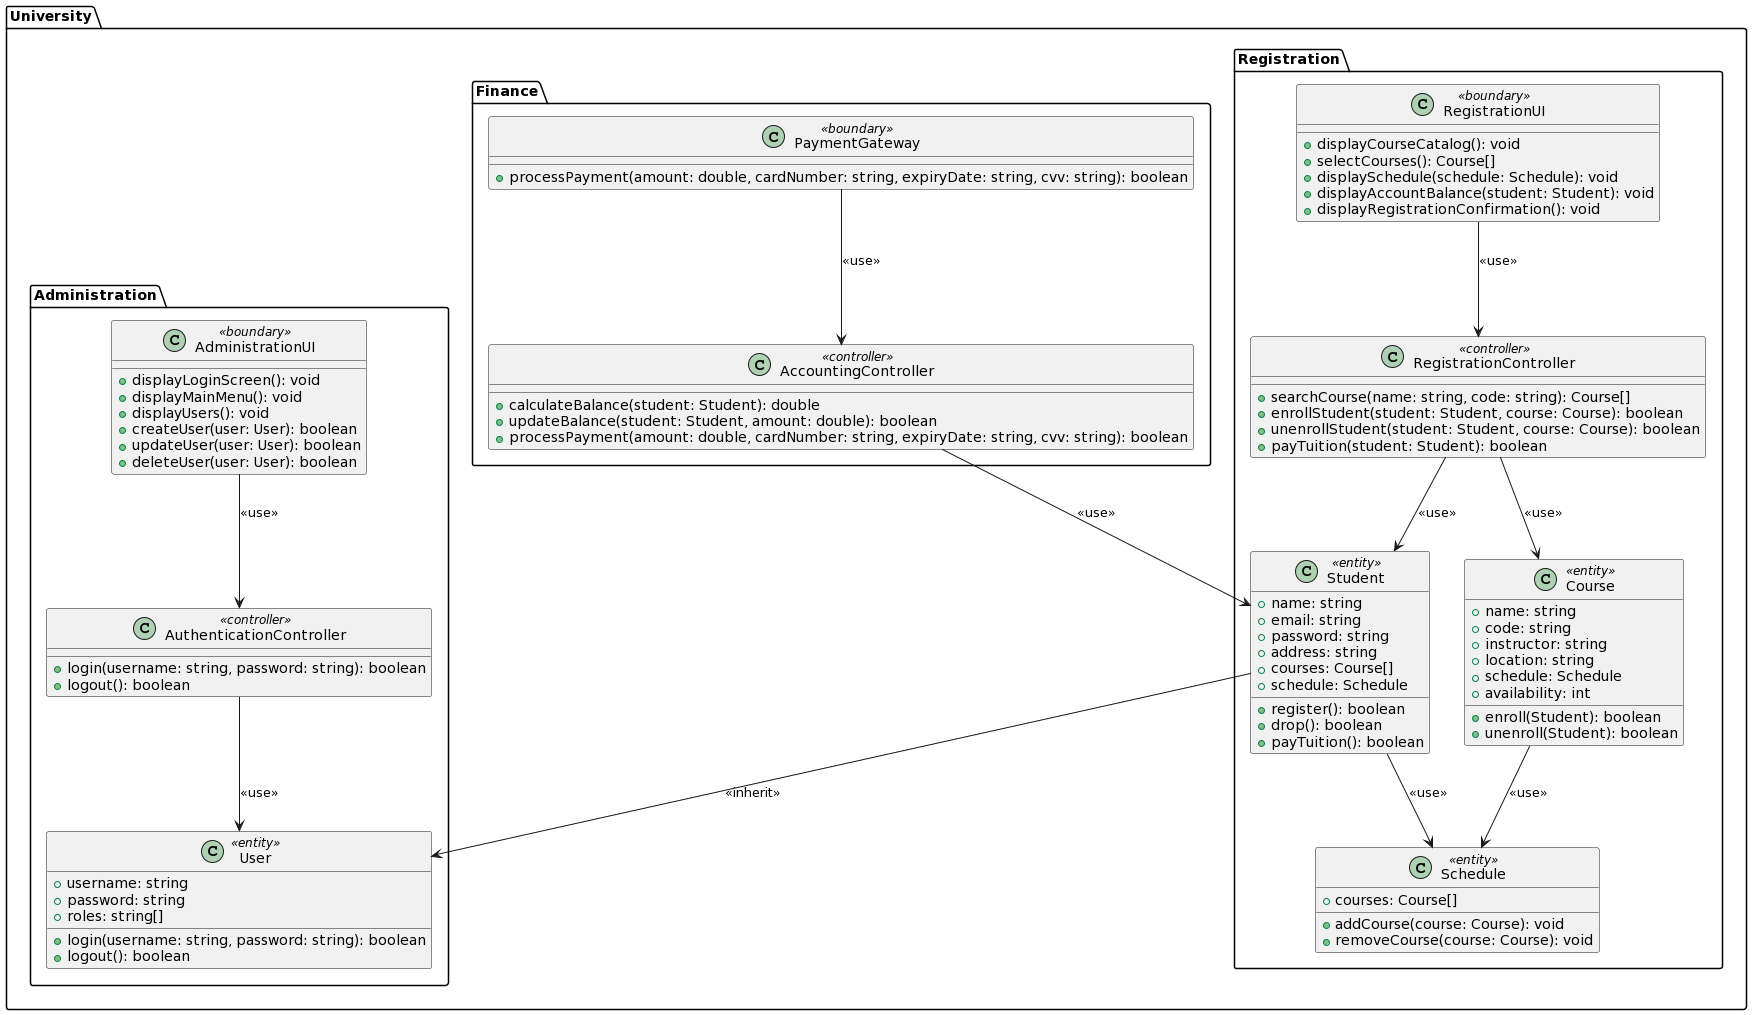 University
Registration
«boundary»
C
RegistrationUI
displayCourseCatalog(): void
selectCourses(): Course[]
displaySchedule(schedule: Schedule): void
displayAccountBalance(student: Student): void
displayRegistrationConfirmation(): void
Finance
«boundary»
C
PaymentGateway
processPayment(amount: double, cardNumber: string, expiryDate: string, cvv: string): boolean
«use»
«use»
Administration
«boundary»
C
AdministrationUI
displayLoginScreen(): void
displayMainMenu(): void
displayUsers(): void
createUser(user: User): boolean
updateUser(user: User): boolean
deleteUser(user: User): boolean
«controller»
C
AccountingController
calculateBalance(student: Student): double
updateBalance(student: Student, amount: double): boolean
processPayment(amount: double, cardNumber: string, expiryDate: string, cvv: string): boolean
«controller»
C
RegistrationController
searchCourse(name: string, code: string): Course[]
enrollStudent(student: Student, course: Course): boolean
unenrollStudent(student: Student, course: Course): boolean
payTuition(student: Student): boolean
«use»
«use»
«use»
«use»
«controller»
C
AuthenticationController
login(username: string, password: string): boolean
logout(): boolean
«entity»
C
Student
name: string
email: string
password: string
address: string
courses: Course[]
schedule: Schedule
register(): boolean
drop(): boolean
payTuition(): boolean
«entity»
C
Course
name: string
code: string
instructor: string
location: string
schedule: Schedule
availability: int
enroll(Student): boolean
unenroll(Student): boolean
«use»
«inherit»
«use»
«use»
«entity»
C
User
username: string
password: string
roles: string[]
login(username: string, password: string): boolean
logout(): boolean
«entity»
C
Schedule
courses: Course[]
addCourse(course: Course): void
removeCourse(course: Course): void